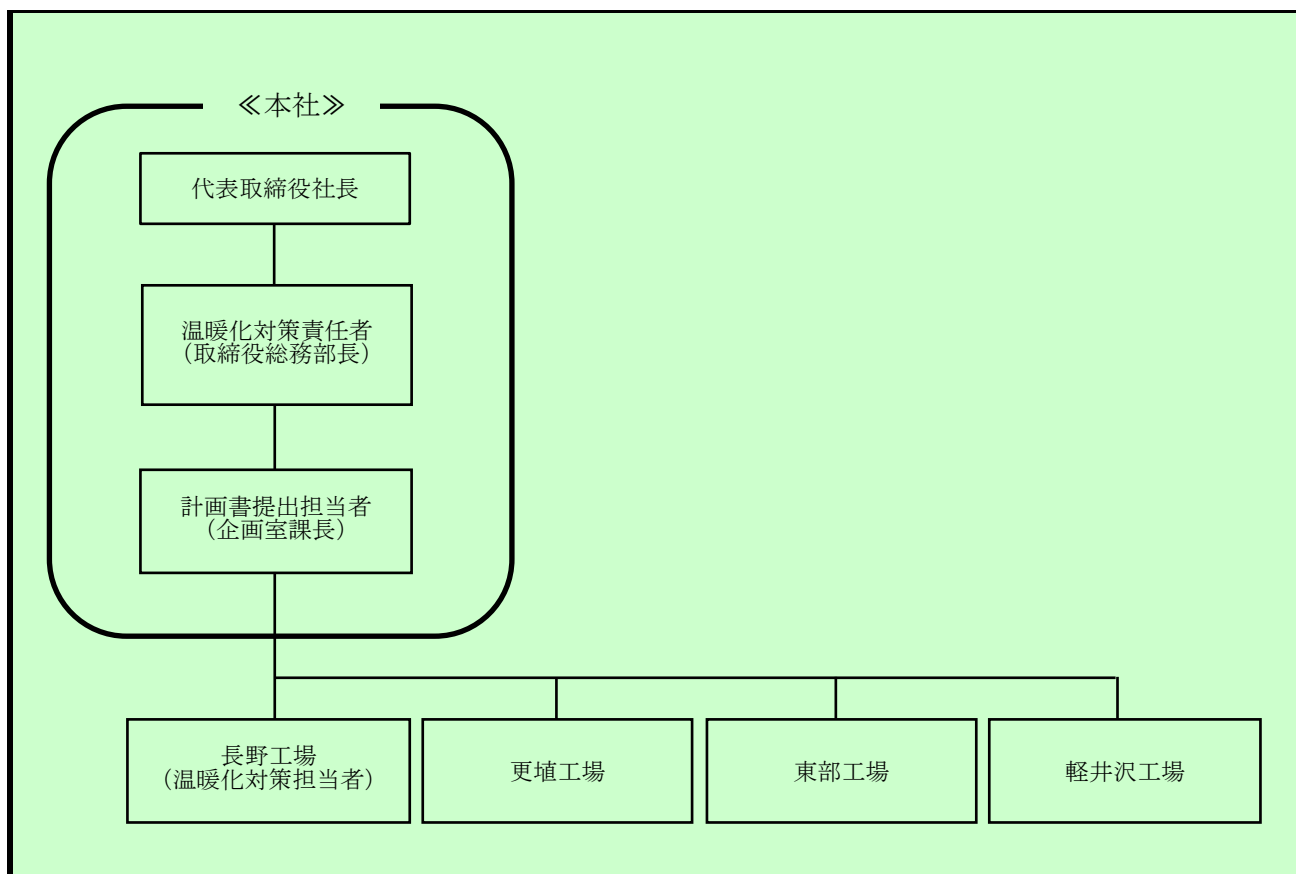 ≪本社≫
代表取締役社長
温暖化対策責任者
（取締役総務部長）
計画書提出担当者
（企画室課長）
長野工場
（温暖化対策担当者）
更埴工場
東部工場
軽井沢工場